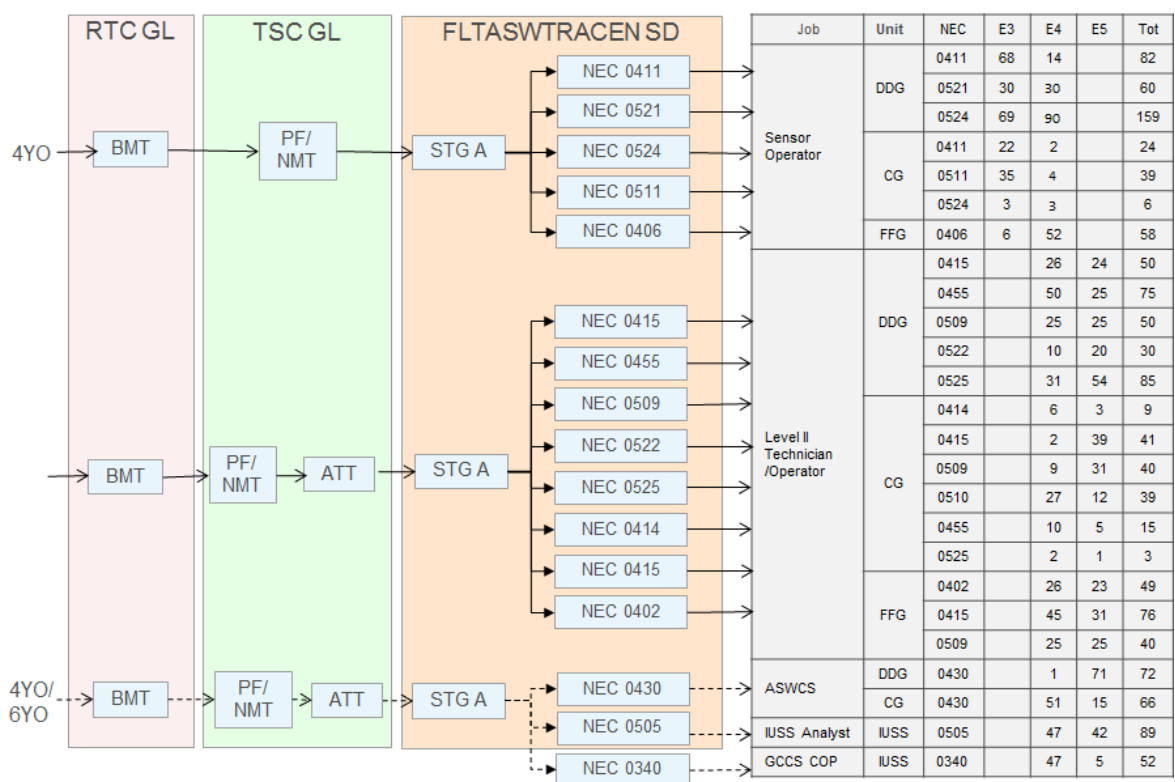 RTC GL
TSC GL
FLTASWTRACEN SD
4YO
BMT
PF/
NMT
STG A
NEC 0411
NEC 0521
NEC 0524
NEC 0511
NEC 0406
BMT
PF/
NMT
ATT
STG A
NEC 0415
NEC 0455
NEC 0509
NEC 0522
NEC 0525
NEC 0414
NEC 0415
NEC 0402
4YO/
6YO
BMT
PF/
NMT
ATT
STG A
NEC 0430
NEC 0505
NEC 0340
Job Unit NEC E3 E4 E5 Tot
Sensor
Operator
DDG
0411 68 14 82
0521 30 30 60
0524 69 90 159
CG
0411 22 2 24
0511 35 4 39
0524 3 3 6
FFG 0406 6 52 58
Level II
Technician
/Operator
DDG
0415 26 24 50
0455 50 25 75
0509 25 25 50
0522 10 20 30
0525 31 54 85
CG
0414 6 3 9
0415 2 39 41
0509 9 31 40
0510 27 12 39
0455 10 5 15
0525 2 1 3
FFG
0402 26 23 49
0415 45 31 76
0509 25 25 40
ASWCS
DDG 0430 1 71 72
CG 0430 51 15 66
IUSS Analyst IUSS 0505 47 42 89
GCCS COP IUSS 0340 47 5 52